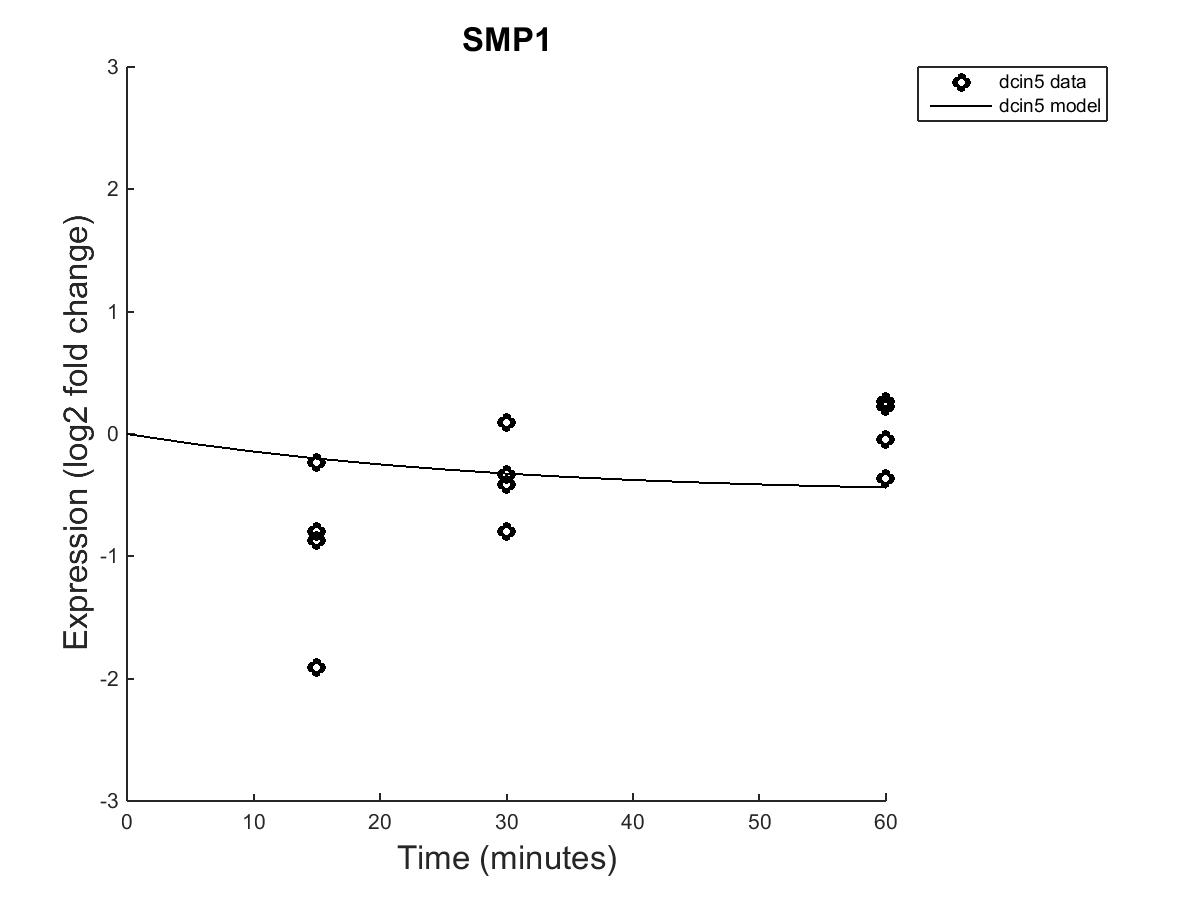 SMP1
dcin5 data
dcin5 model
Expression (log2 fold change)
3
2
1
0
-1
-2
-3
0 10 20 30 40 50 60
Time (minutes)